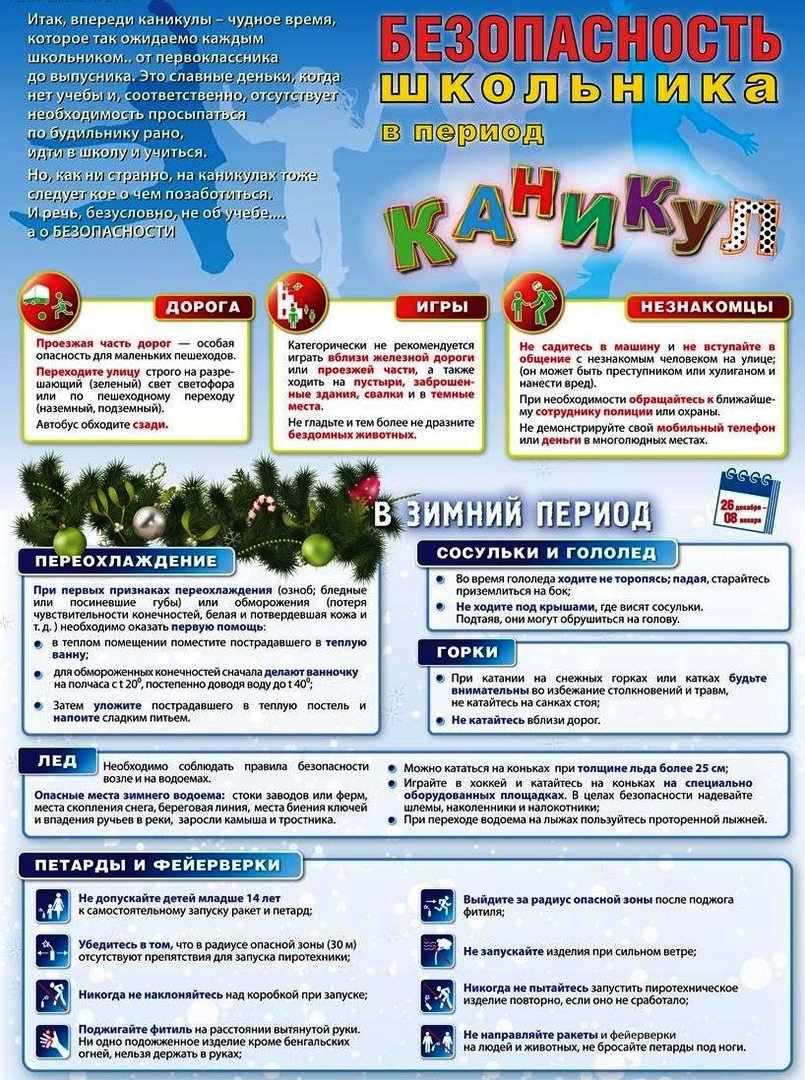 Итак, впереди каникулы – чудное время,
которое так ожидаемо каждым
школьником.. от первоклассника
до выпусника. Это славные деньки, когда
нет учебы и, соответственно, отсутствует
необходимость просыпаться
по будильнику рано,
идти в школу и учиться.
Но, как ни странно, на каникулах тоже
следует кое о чем позаботиться.
И речь, безусловно, не об учебе....
а о БЕЗОПАСНОСТИ
БЕЗОПАСНОСТЬ
школьника
в период
КАНИКУЛ
ДОРОГА
Проезжая часть дорог — особая
опасность для маленьких пешеходов.
Переходите улицу строго на разре-
шающий (зеленый) свет светофора
или по пешеходному переходу
(наземный, подземный).
Автобус обходите сзади.
ИГРЫ
Категорически не рекомендуется
играть вблизи железной дороги
или проезжей части, а также
ходить на пустыри, заброшен-
ные здания, свалки и в темные
места.
Не гладьте и тем более не дразните
бездомных животных.
НЕЗНАКОМЦЫ
Не садитесь в машину и не вступайте в
общение с незнакомым человеком на улице;
(он может быть преступником или хулиганом и
нанести вред).
При необходимости обращайтесь к ближайше-
му сотруднику полиции или охраны.
Не демонстрируйте свой мобильный телефон
или деньги в многолюдных местах.
В ЗИМНИЙ ПЕРИОД
26 декабря –
08 января
ПЕРЕОХЛАЖДЕНИЕ
При первых признаках переохлаждения (озноб; бледные
или посиневшие губы) или обморожения (потеря
чувствительности конечностей, белая и потвердевшая кожа и
т. д. ) необходимо оказать первую помощь:
в теплом помещении поместите пострадавшего в теплую
ванну;
для обмороженных конечностей сначала делают ванночку
на полчаса с t 20⁰, постепенно доводя воду до t 40⁰;
Затем уложите пострадавшего в теплую постель и
напоите сладким питьем.
СОСУЛЬКИ И ГОЛОЛЕД
Во время гололеда ходите не торопясь; падая, старайтесь
приземлиться на бок;
Не ходите под крышами, где висят сосульки.
Подтаяв, они могут обрушиться на голову.
ГОРКИ
При катании на снежных горках или катках будьте
внимательны во избежание столкновений и травм,
не катайтесь на санках стоя;
Не катайтесь вблизи дорог.
ЛЕД
Необходимо соблюдать правила безопасности
возле и на водоемах.
Опасные места зимнего водоема: стоки заводов или ферм,
места скопления снега, береговая линия, места биения ключей
и впадения ручьев в реки, заросли камыша и тростника.
Можно кататься на коньках при толщине льда более 25 см;
Играйте в хоккей и катайтесь на коньках на специально
оборудованных площадках. В целах безопасности надевайте
шлемы, наколенники и налокотники;
При переходе водоема на лыжах пользуйтесь проторенной лыжней.
ПЕТАРДЫ И ФЕЙЕРВЕРКИ
Не допускайте детей младше 14 лет
к самостоятельному запуску ракет и петард;
Убедитесь в том, что в радиусе опасной зоны (30 м)
отсутствуют препятствия для запуска пиротехники;
Никогда не наклоняйтесь над коробкой при запуске;
Поджигайте фитиль на расстоянии вытянутой руки.
Ни одно подожженное изделие кроме бенгальских
огней, нельзя держать в руках;
Выйдите за радиус опасной зоны после поджога
фитиля;
Не запускайте изделия при сильном ветре;
Никогда не пытайтесь запустить пиротехническое
изделие повторно, если оно не сработало;
Не направляйте ракеты и фейерверки
на людей и животных, не бросайте петарды под ноги.